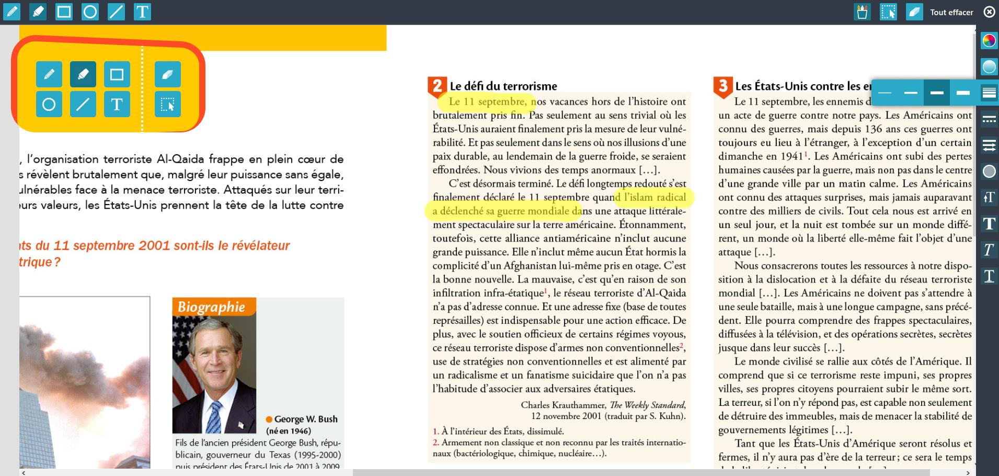 Tout effacer
, l'organisation terroriste Al-Qaida frappe en plein cœur de
s révèlent brutalement que, malgré leur puissance sans égale,
ulnérables face à la menace terroriste. Attaqués sur leur terri-
eurs valeurs, les États-Unis prennent la tête de la lutte contre
nts du 11 septembre 2001 sont-ils le révélateur
trique ?
Biographie
George W. Bush
(né en 1946)
Fils de l'ancien président George Bush, répu-
blicain, gouverneur du Texas (1995-2000)
puis président des États-Unis de 2001 à 2009.
2 Le défi du terrorisme
Le 11 septembre, nos vacances hors de l'histoire ont
brutalement pris fin. Pas seulement au sens trivial où les
États-Unis auraient finalement pris la mesure de leur vulné-
rabilité. Et pas seulement dans le sens où nos illusions d'une
paix durable, au lendemain de la guerre froide, se seraient
effondrées. Nous vivions des temps anormaux [...].
C'est désormais terminé. Le défi longtemps redouté s'est
finalement déclaré le 11 septembre quand l'islam radical
a déclenché sa guerre mondiale dans une attaque littérale-
ment spectaculaire sur la terre américaine. Étonnamment,
toutefois, cette alliance antiaméricaine n'inclut aucune
grande puissance. Elle n'inclut même aucun État hormis la
complicité d'un Afghanistan lui-même pris en otage. C'est
la bonne nouvelle. La mauvaise, c'est qu'en raison de son
infiltration infra-étatique1, le réseau terroriste d'Al-Qaida
n'a pas d'adresse connue. Et une adresse fixe (base de toutes
représailles) est indispensable pour une action efficace. De
plus, avec le soutien officieux de certains régimes voyous,
ce réseau terroriste dispose d'armes non conventionnelles2,
use de stratégies non conventionnelles et est alimenté par
un radicalisme et un fanatisme suicidaire que l'on n'a pas
l'habitude d'associer aux adversaires étatiques.
Charles Krauthammer, The Weekly Standard,
12 novembre 2001 (traduit par S. Kuhn).
1. À l'intérieur des États, dissimulé.
2. Armement non classique et non reconnu par les traités internatio-
naux (bactériologique, chimique, nucléaire...).
3 Les États-Unis contre les en
Le 11 septembre, les ennemis d
un acte de guerre contre notre pays. Les Américains ont
connu des guerres, mais depuis 136 ans ces guerres ont
toujours eu lieu à l'étranger, à l'exception d'un certain
dimanche en 19411. Les Américains ont subi des pertes
humaines causées par la guerre, mais non pas dans le centre
d'une grande ville par un matin calme. Les Américains
ont connu des attaques surprises, mais jamais auparavant
contre des milliers de civils. Tout cela nous est arrivé en
un seul jour, et la nuit est tombée sur un monde diffé-
rent, un monde où la liberté elle-même fait l'objet d'une
attaque [...].
Nous consacrerons toutes les ressources à notre dispo-
sition à la dislocation et à la défaite du réseau terroriste
mondial [...]. Les Américains ne doivent pas s'attendre à
une seule bataille, mais à une longue campagne, sans précé-
dent. Elle pourra comprendre des frappes spectaculaires,
diffusées à la télévision, et des opérations secrètes, secrètes
jusque dans leur succès [...].
Le monde civilisé se rallie aux côtés de l'Amérique. Il
comprend que si ce terrorisme reste impuni, ses propres
villes, ses propres citoyens pourraient subir le même sort.
La terreur, si l'on n'y répond pas, est capable non seulement
de détruire des immeubles, mais de menacer la stabilité de
gouvernements légitimes [...].
Tant que les États-Unis d'Amérique seront résolus et
fermes, il n'y aura pas d'ère de la terreur ; ce sera le temps